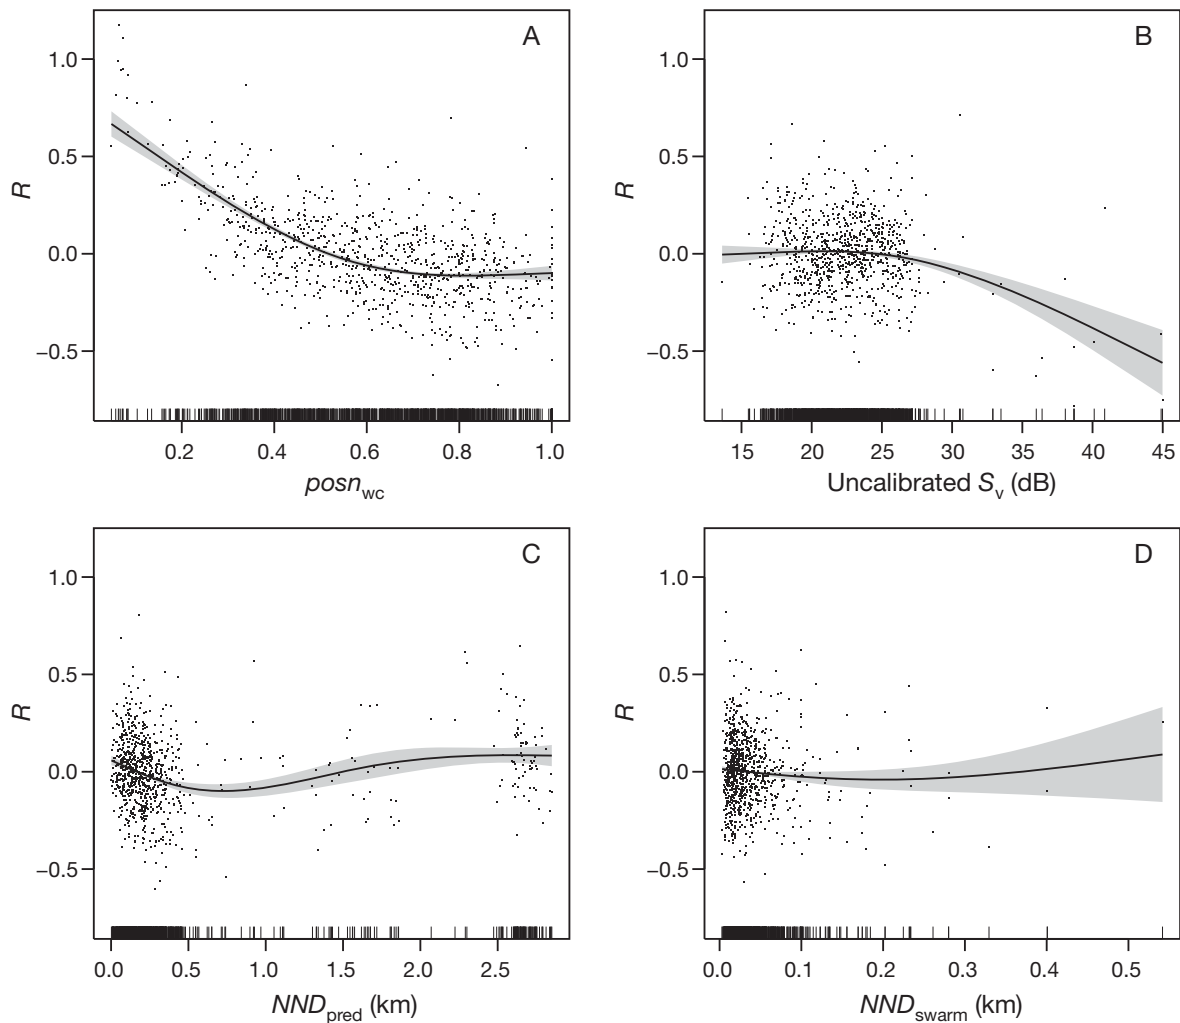 A
1.0
0.5
0.0
−0.5
R
0.2 0.4 0.6 0.8 1.0
posn_wc
B
1.0
0.5
0.0
−0.5
R
15 20 25 30 35 40 45
Uncalibrated S_v (dB)
C
1.0
0.5
0.0
−0.5
R
0.0 0.5 1.0 1.5 2.0 2.5
NND_pred (km)
D
1.0
0.5
0.0
−0.5
R
0.0 0.1 0.2 0.3 0.4 0.5
NND_swarm (km)